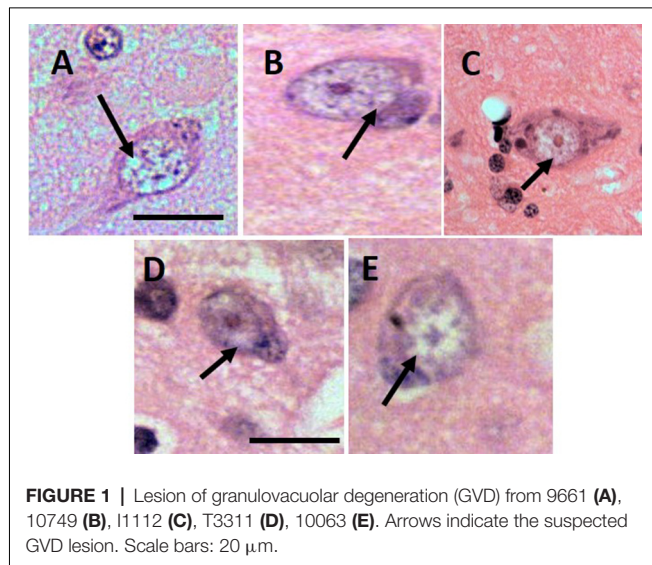 A
B
C
D
E
FIGURE 1 | Lesion of granulovacuolar degeneration (GVD) from 9661 (A),
10749 (B), I1112 (C), T3311 (D), 10063 (E). Arrows indicate the suspected
GVD lesion. Scale bars: 20 μm.